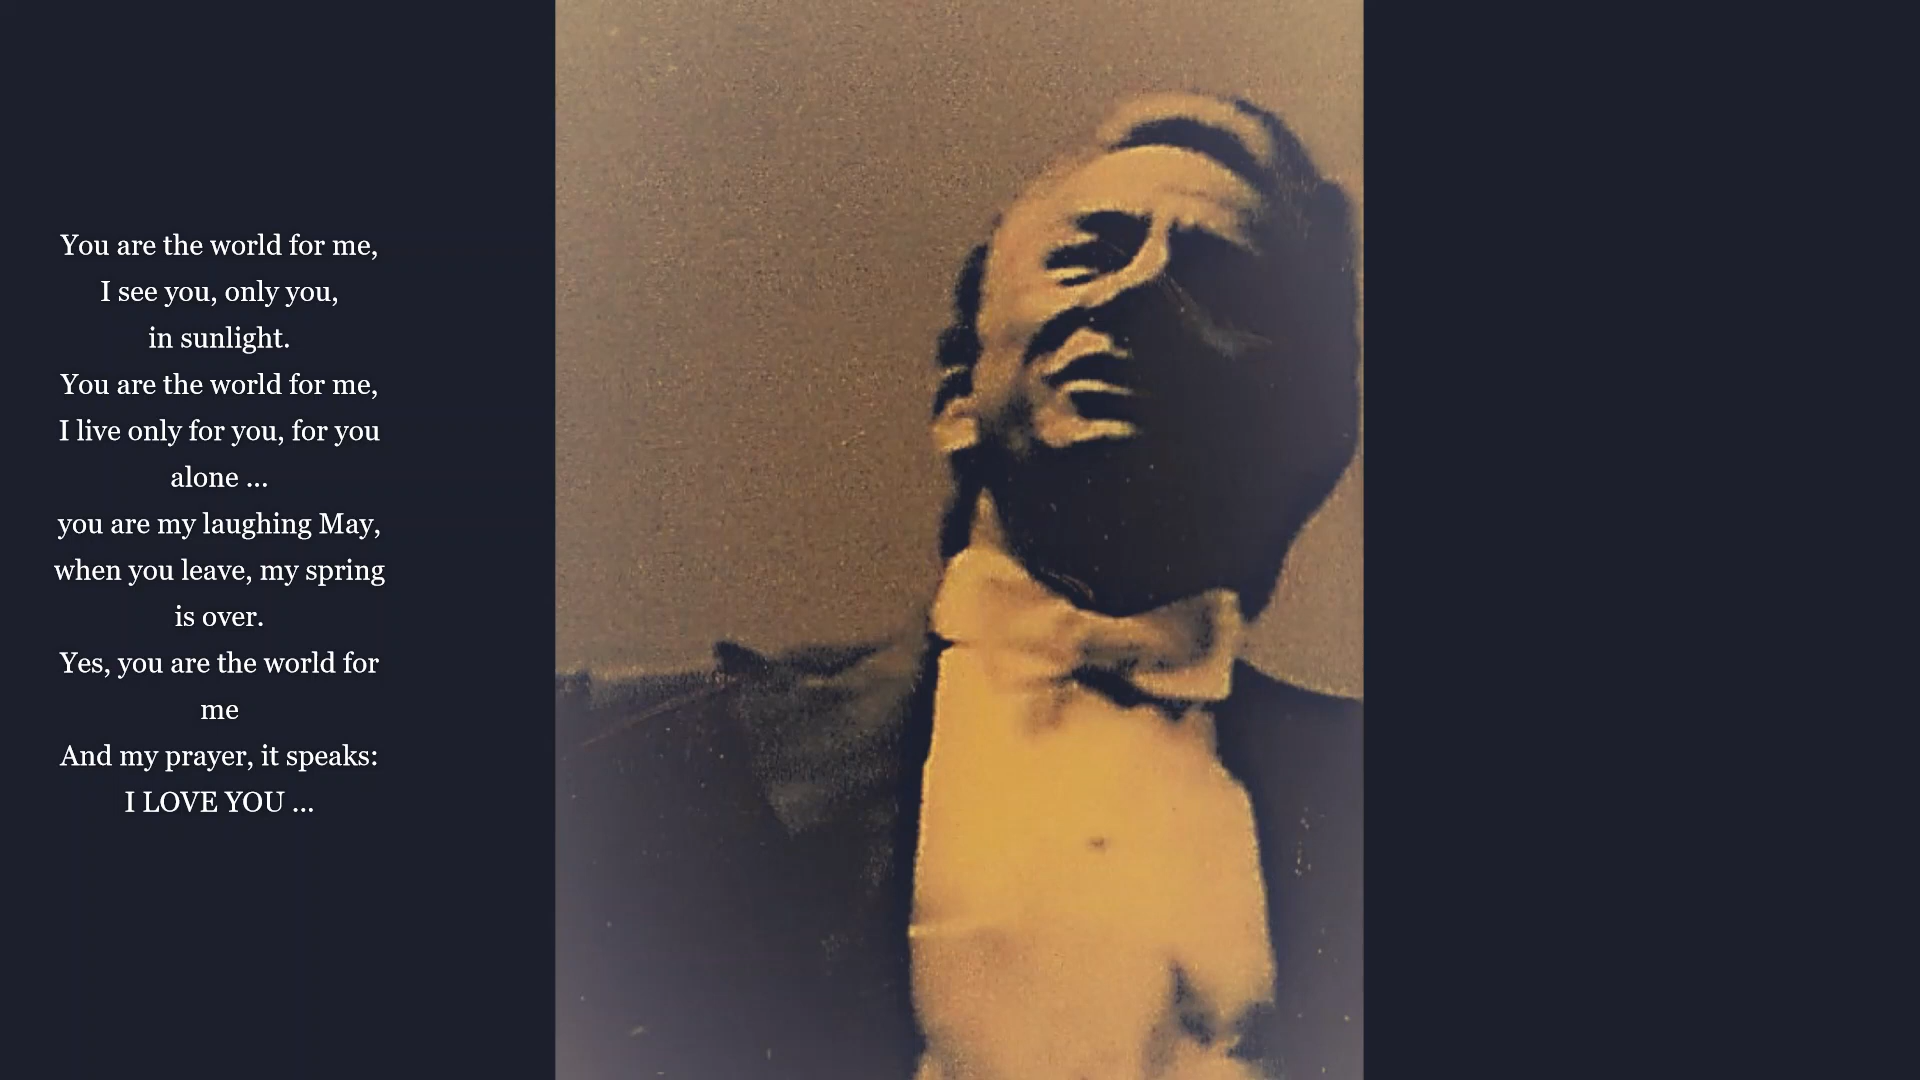 You are the world for me,
I see you, only you,
in sunlight.
You are the world for me,
I live only for you, for you
alone ...
you are my laughing May,
when you leave, my spring
is over.
Yes, you are the world for
me
And my prayer, it speaks:
I LOVE YOU ...